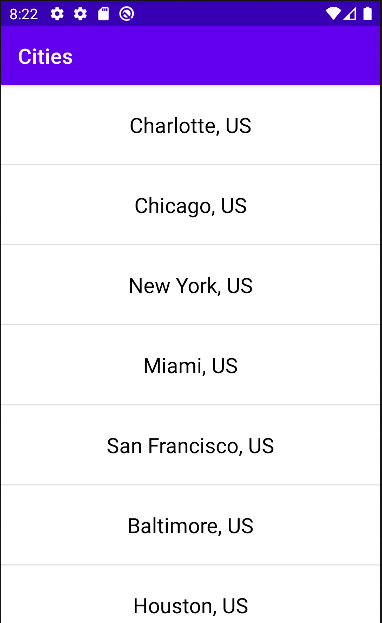 8:22
Cities
Charlotte, US
Chicago, US
New York, US
Miami, US
San Francisco, US
Baltimore, US
Houston, US